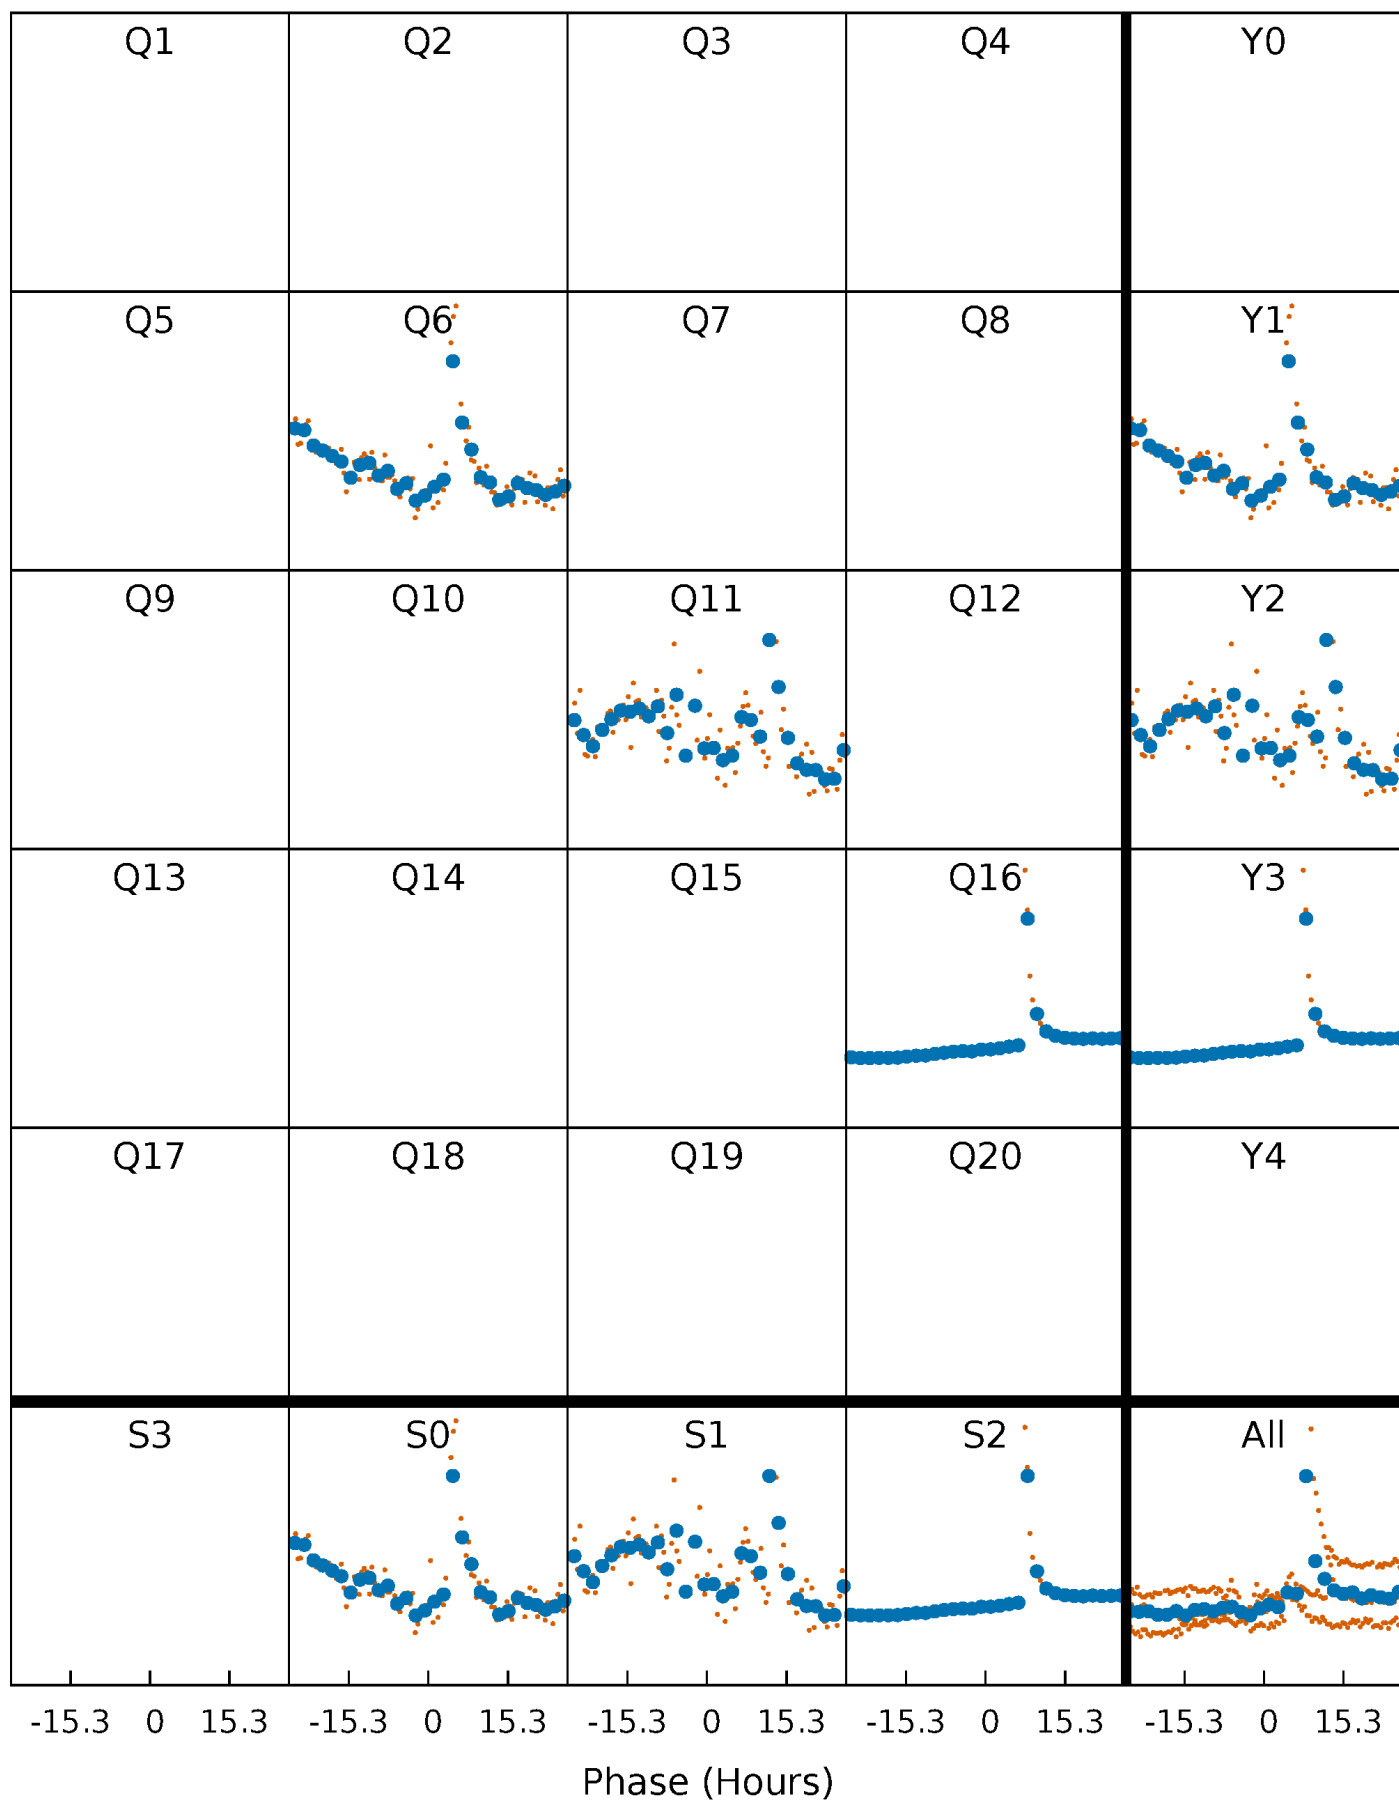 Q1 Q2 Q3 Q4 Y0
Q5 Q6 Q7 Q8 Y1
Q9 Q10 Q11 Q12 Y2
Q13 Q14 Q15 Q16 Y3
Q17 Q18 Q19 Q20 Y4
S3 S0 S1 S2 All
-15.3 0 15.3 -15.3 0 15.3 -15.3 0 15.3 -15.3 0 15.3 -15.3 0 15.3
Phase (Hours)